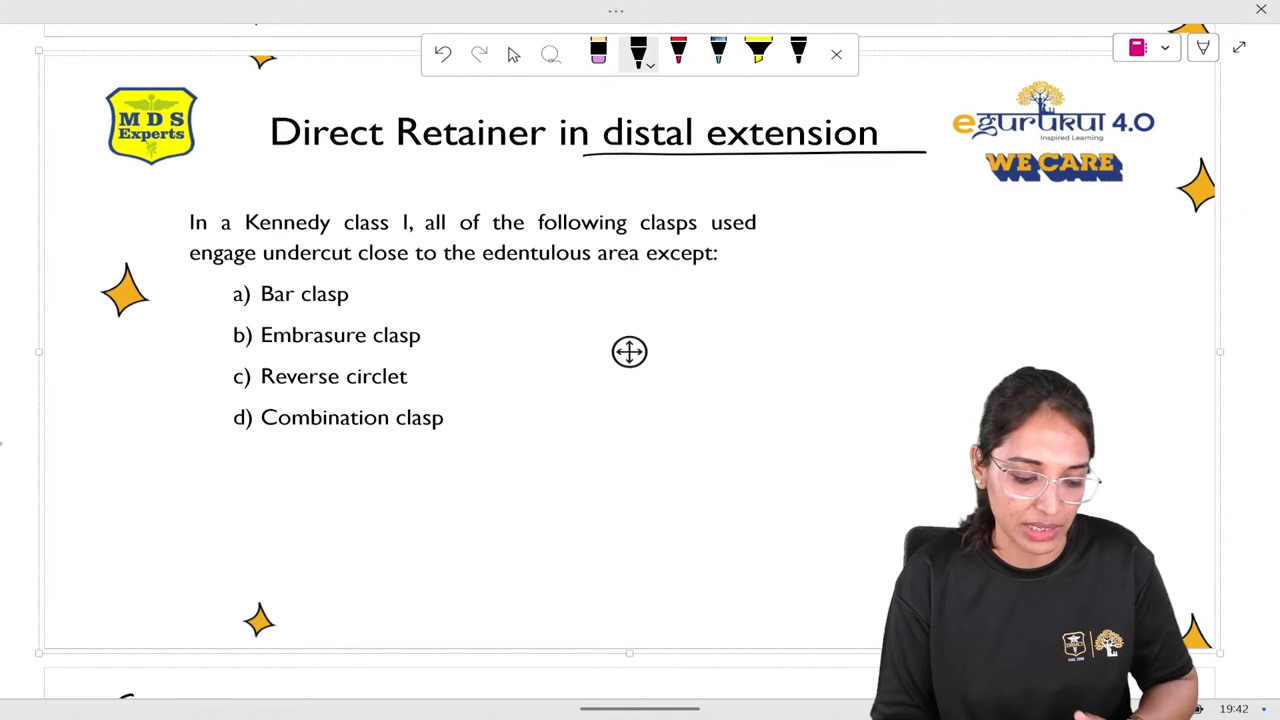 MDS
Experts
Direct Retainer in distal extension
egurukul 4.0
Inspired Learning
WE CARE
In a Kennedy class I, all of the following clasps used
engage undercut close to the edentulous area except:
a) Bar clasp
b) Embrasure clasp
c) Reverse circlet
d) Combination clasp
19:42